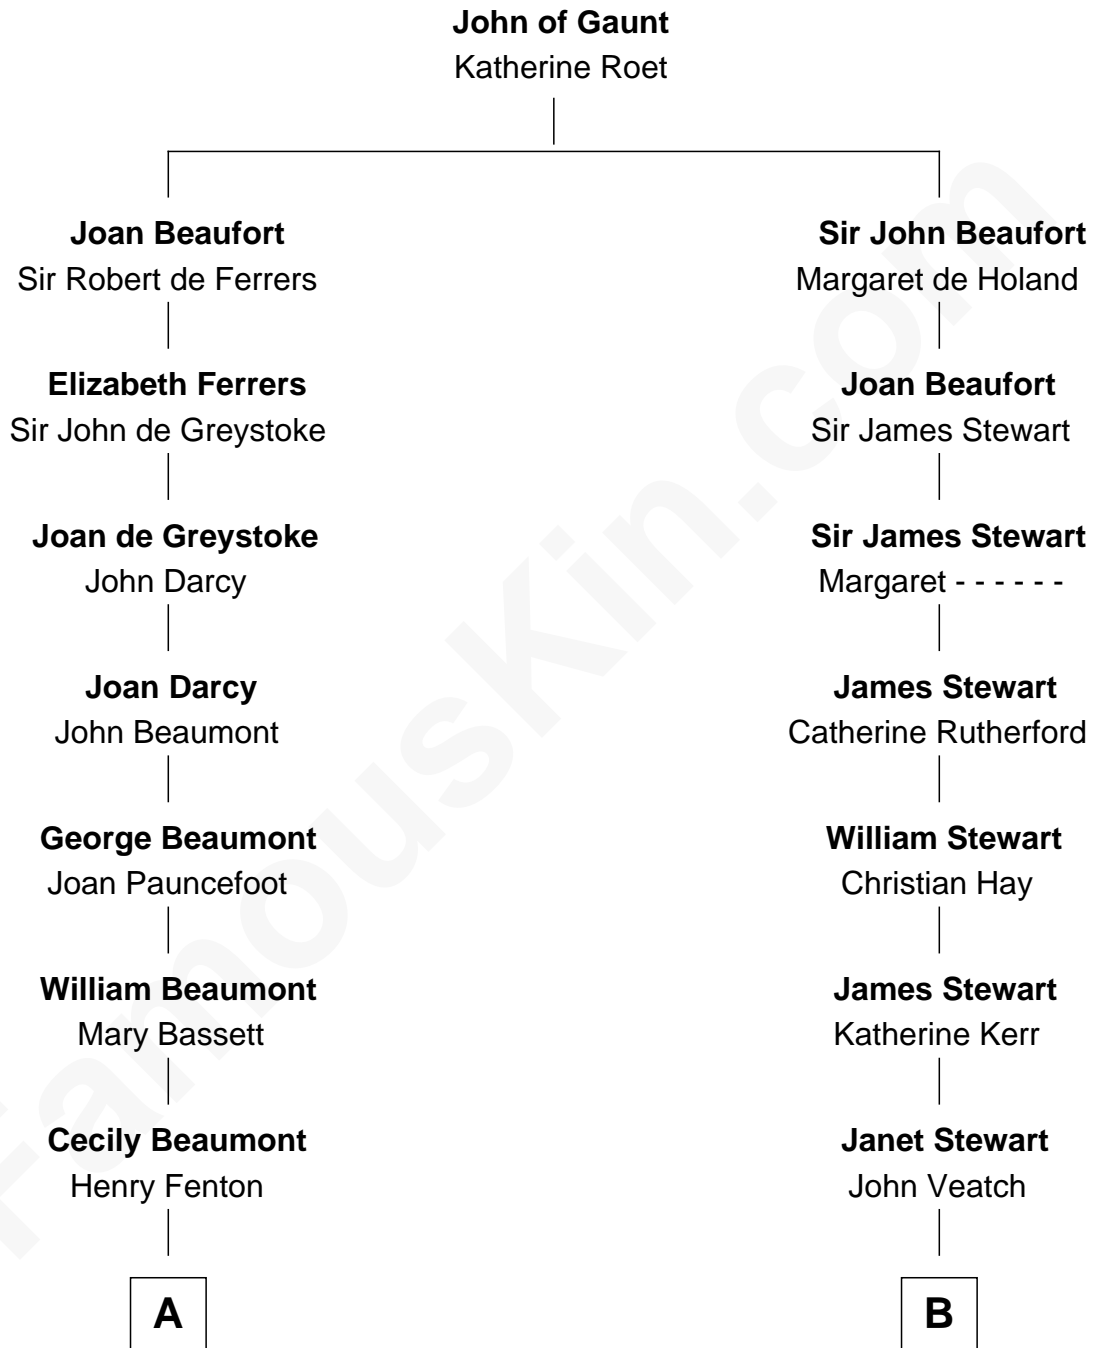 John of Gaunt
Katherine Roet
Joan Beaufort
Sir Robert de Ferrers
Sir John Beaufort
Margaret de Holand
Elizabeth Ferrers
Sir John de Greystoke
Joan Beaufort
Sir James Stewart
Joan de Greystoke
John Darcy
Sir James Stewart
Margaret - - - - - -
Joan Darcy
John Beaumont
James Stewart
Catherine Rutherford
George Beaumont
Joan Pauncefoot
William Stewart
Christian Hay
William Beaumont
Mary Bassett
James Stewart
Katherine Kerr
Cecily Beaumont
Henry Fenton
Janet Stewart
John Veatch
A
B
FamousKin.com